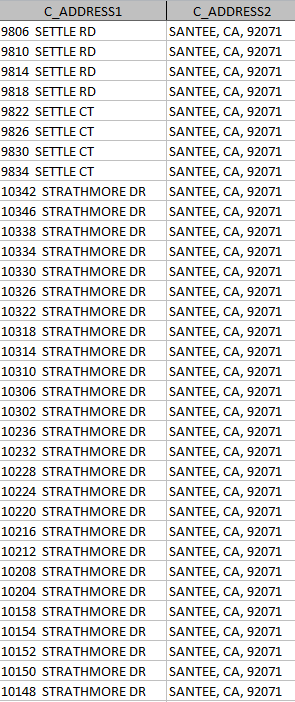 C_ADDRESS1 C_ADDRESS2
9806 SETTLE RD SANTEE, CA, 92071
9810 SETTLE RD SANTEE, CA, 92071
9814 SETTLE RD SANTEE, CA, 92071
9818 SETTLE RD SANTEE, CA, 92071
9822 SETTLE CT SANTEE, CA, 92071
9826 SETTLE CT SANTEE, CA, 92071
9830 SETTLE CT SANTEE, CA, 92071
9834 SETTLE CT SANTEE, CA, 92071
10342 STRATHMORE DR SANTEE, CA, 92071
10346 STRATHMORE DR SANTEE, CA, 92071
10338 STRATHMORE DR SANTEE, CA, 92071
10334 STRATHMORE DR SANTEE, CA, 92071
10330 STRATHMORE DR SANTEE, CA, 92071
10326 STRATHMORE DR SANTEE, CA, 92071
10322 STRATHMORE DR SANTEE, CA, 92071
10318 STRATHMORE DR SANTEE, CA, 92071
10314 STRATHMORE DR SANTEE, CA, 92071
10310 STRATHMORE DR SANTEE, CA, 92071
10306 STRATHMORE DR SANTEE, CA, 92071
10302 STRATHMORE DR SANTEE, CA, 92071
10236 STRATHMORE DR SANTEE, CA, 92071
10232 STRATHMORE DR SANTEE, CA, 92071
10228 STRATHMORE DR SANTEE, CA, 92071
10224 STRATHMORE DR SANTEE, CA, 92071
10220 STRATHMORE DR SANTEE, CA, 92071
10216 STRATHMORE DR SANTEE, CA, 92071
10212 STRATHMORE DR SANTEE, CA, 92071
10208 STRATHMORE DR SANTEE, CA, 92071
10204 STRATHMORE DR SANTEE, CA, 92071
10158 STRATHMORE DR SANTEE, CA, 92071
10154 STRATHMORE DR SANTEE, CA, 92071
10152 STRATHMORE DR SANTEE, CA, 92071
10150 STRATHMORE DR SANTEE, CA, 92071
10148 STRATHMORE DR SANTEE, CA, 92071